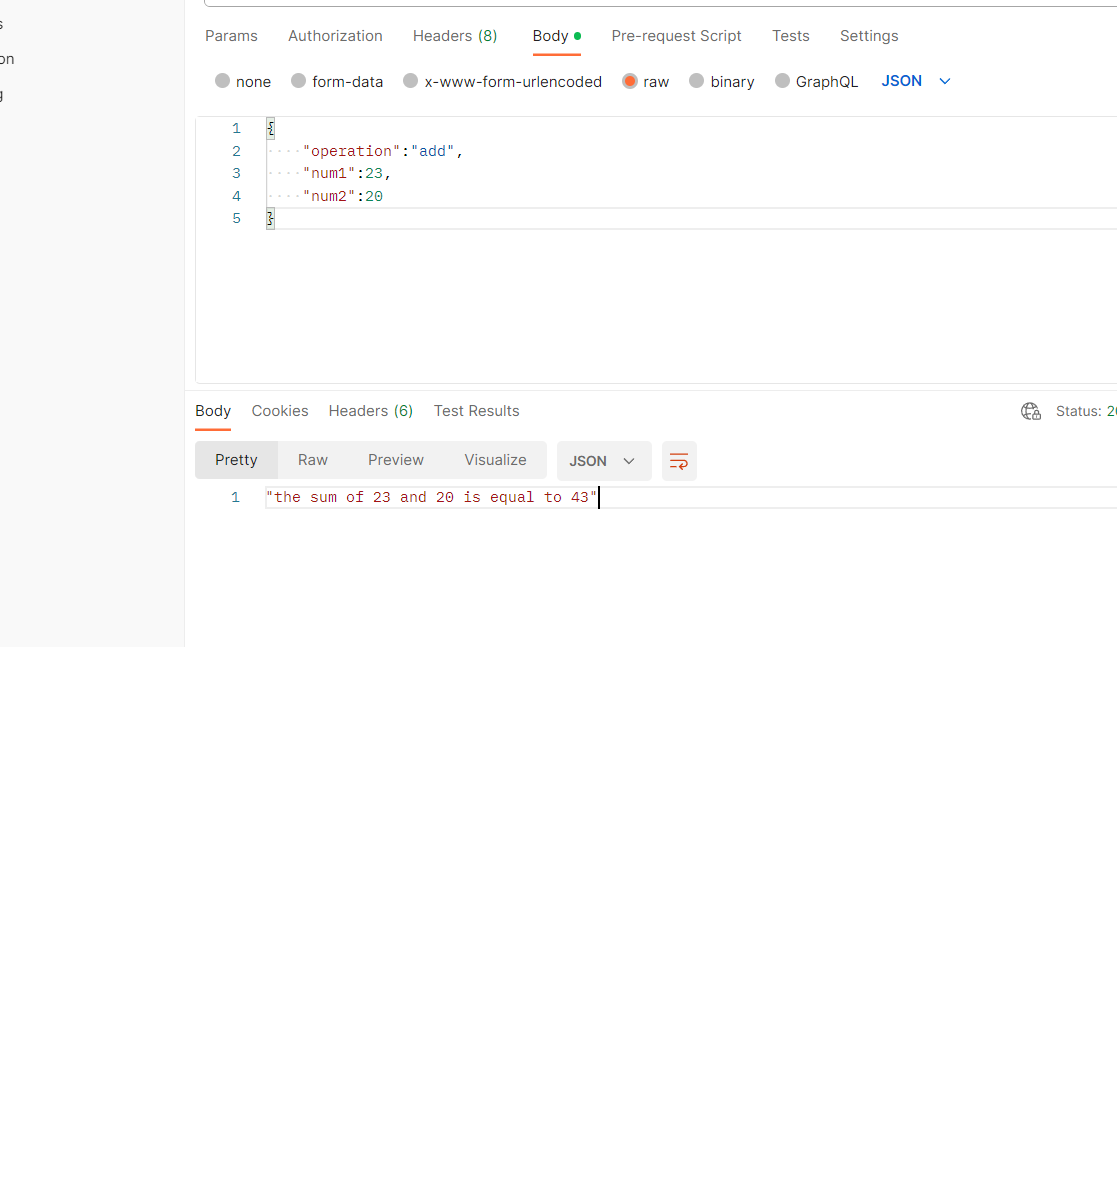 s
on
g
Params Authorization Headers (8) Body Pre-request Script Tests Settings
none form-data x-www-form-urlencoded raw binary GraphQL JSON
1 {
2 "operation":"add",
3 "num1":23,
4 "num2":20
5 }
Body Cookies Headers (6) Test Results Status: 20
Pretty Raw Preview Visualize JSON
1 "the sum of 23 and 20 is equal to 43"